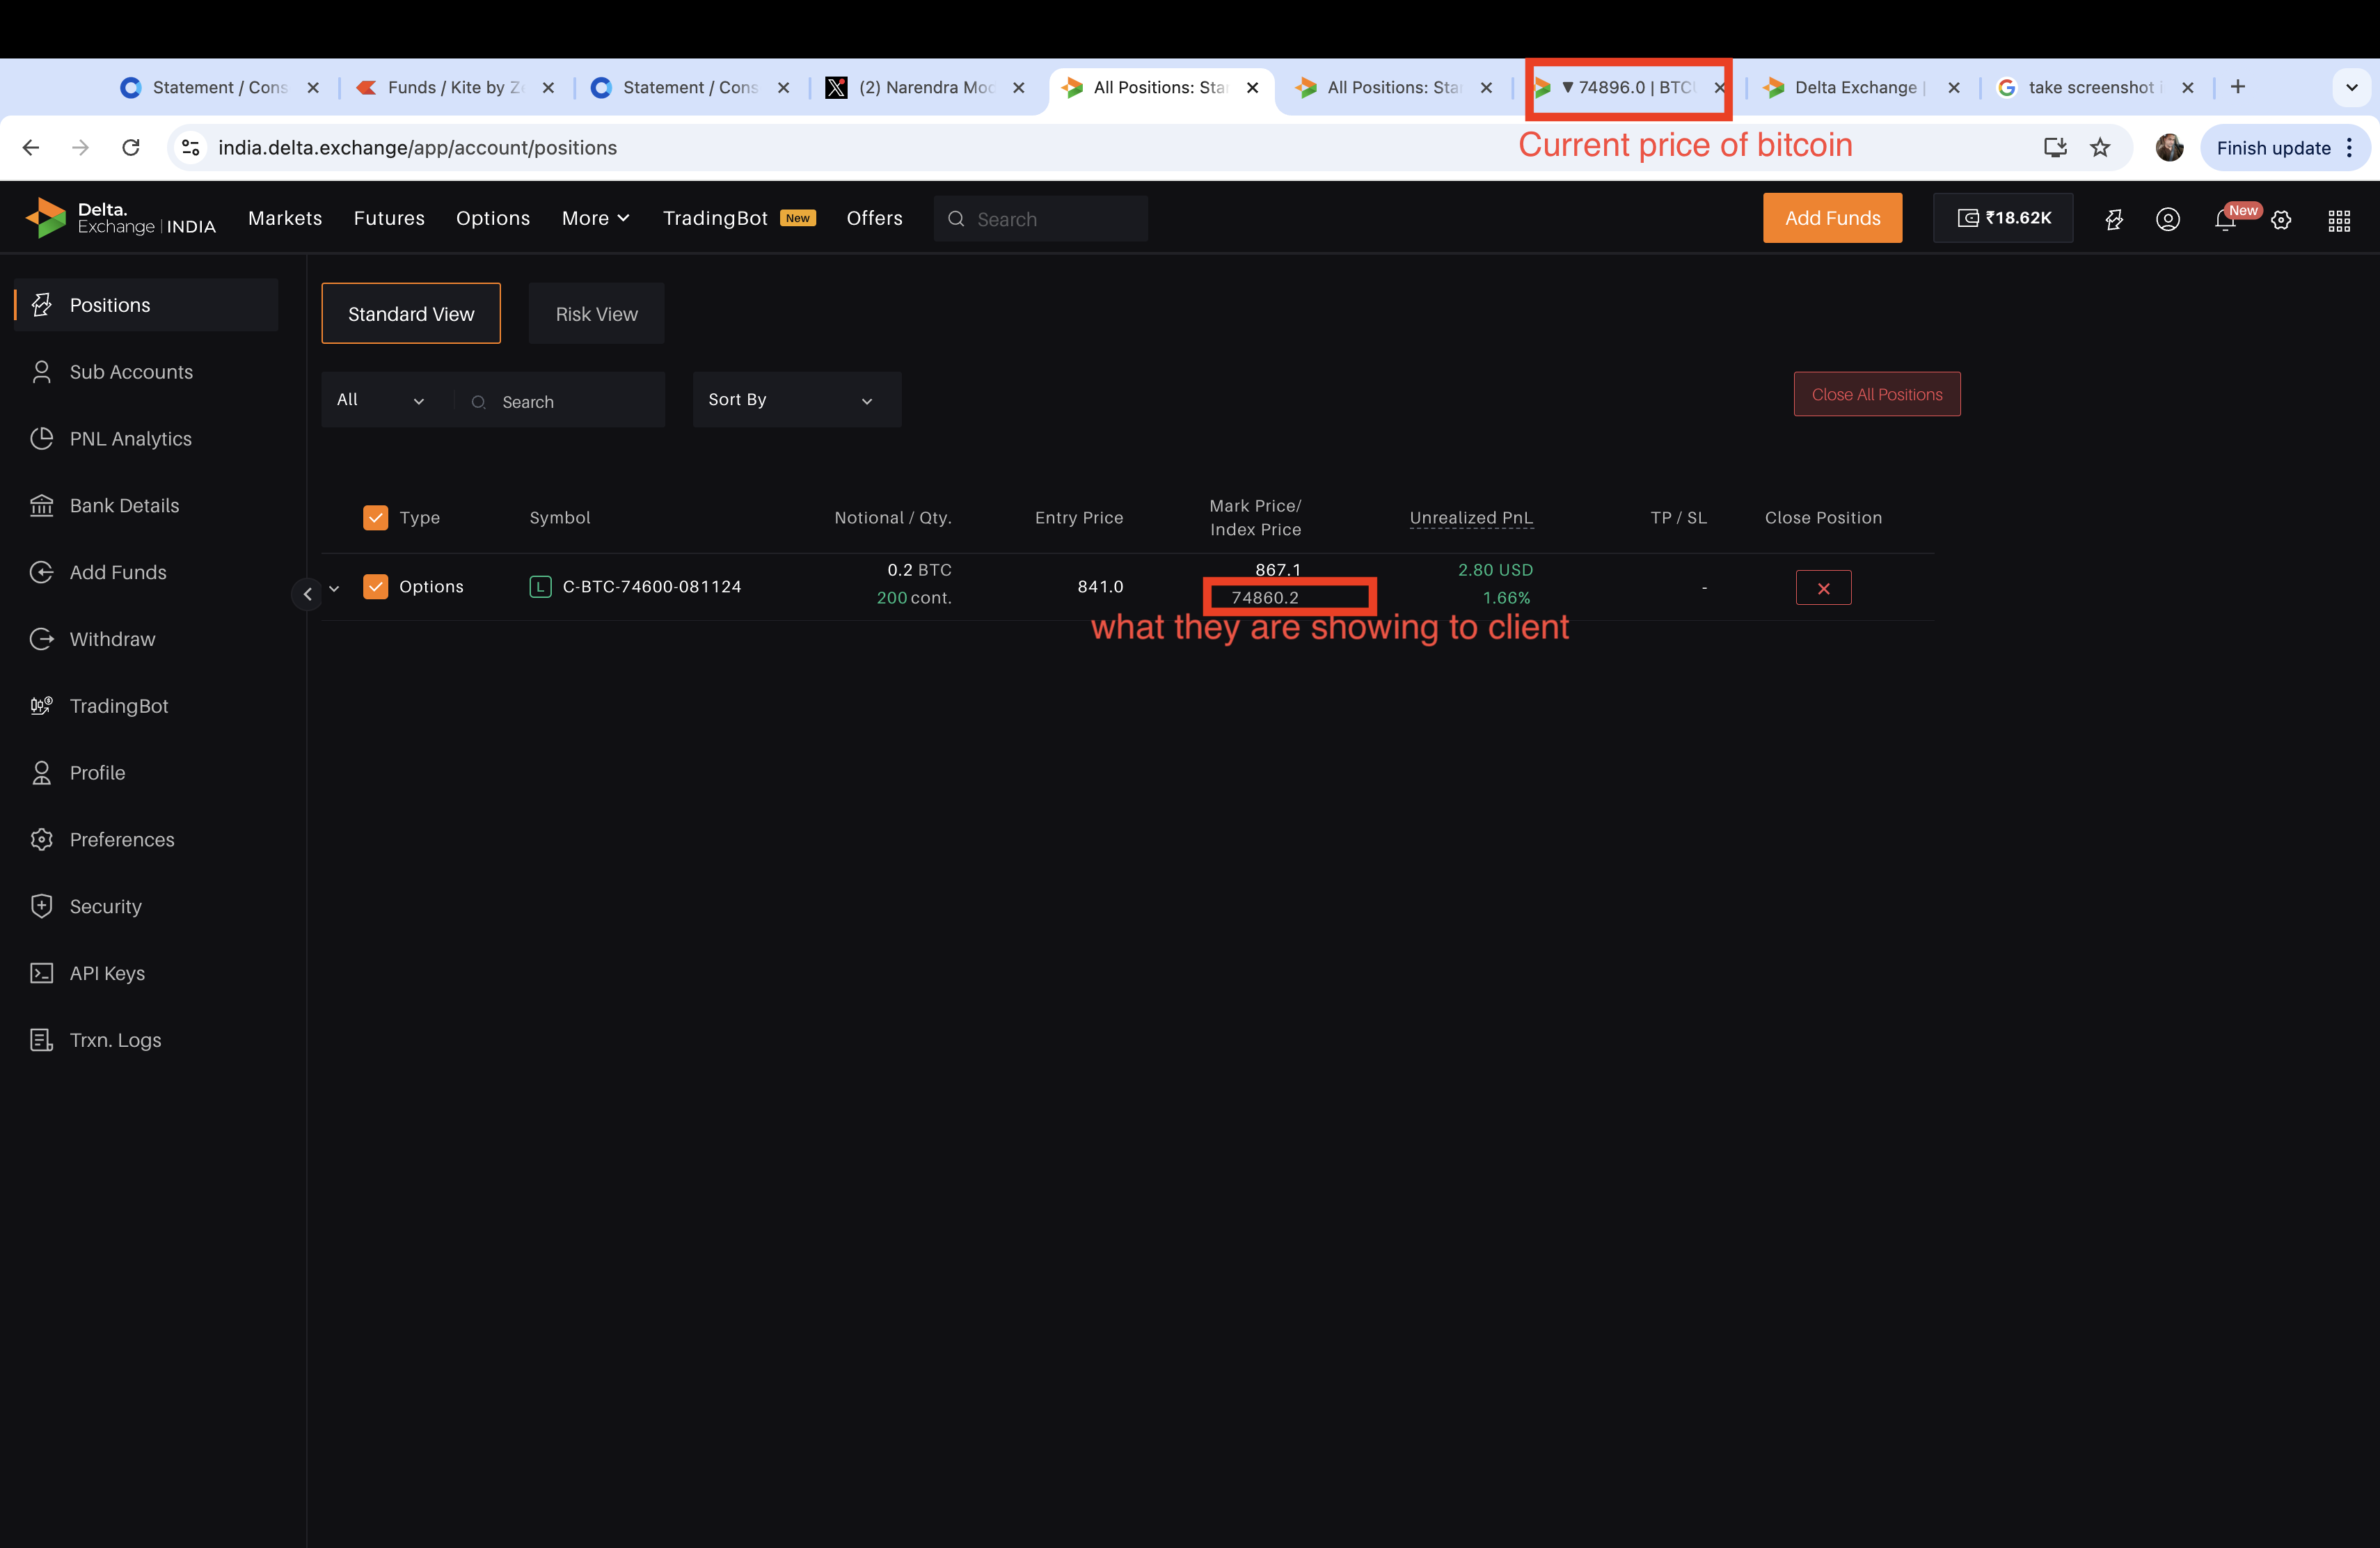 Statement / Cons
Funds / Kite by Ze
Statement / Cons
(2) Narendra Moc
All Positions: Star
All Positions: Star
▼ 74896.0 | BTCU
Delta Exchange |
take screenshot i
india.delta.exchange/app/account/positions
Current price of bitcoin
Finish update
Delta.
Exchange | INDIA
Markets
Futures
Options
More
TradingBot
New
Offers
Search
Add Funds
₹18.62K
New
Positions
Sub Accounts
PNL Analytics
Bank Details
Add Funds
Withdraw
TradingBot
Profile
Preferences
Security
API Keys
Trxn. Logs
Standard View
Risk View
All
Search
Sort By
Close All Positions
Type
Symbol
Notional / Qty.
Entry Price
Mark Price/
Index Price
Unrealized PnL
TP / SL
Close Position
Options
L
C-BTC-74600-081124
0.2 BTC
200 cont.
841.0
867.1
74860.2
2.80 USD
1.66%
-
what they are showing to client